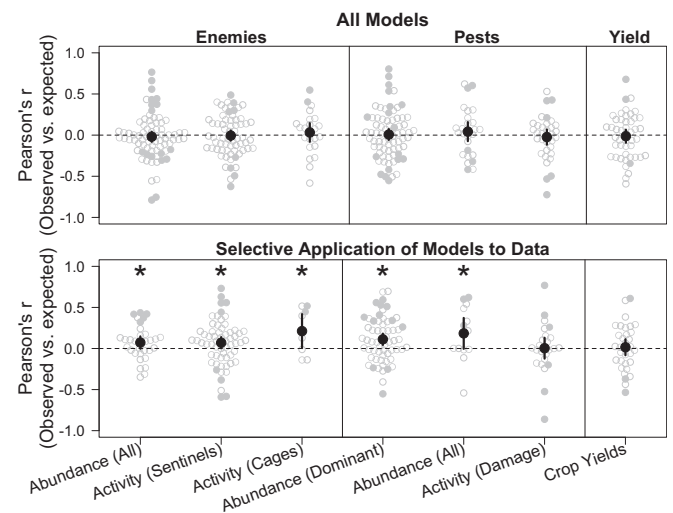 All Models
Enemies Pests Yield
1.0
0.5
0.0
-0.5
-1.0
Pearson's r
(Observed vs. expected)
Selective Application of Models to Data
* * * * *
1.0
0.5
0.0
-0.5
-1.0
Pearson's r
(Observed vs. expected)
Abundance (All)
Activity (Sentinels)
Activity (Cages)
Abundance (Dominant)
Abundance (All)
Activity (Damage)
Crop Yields